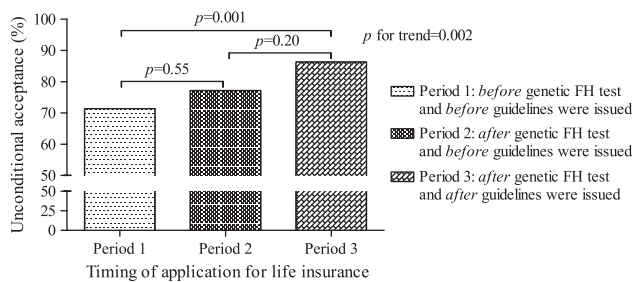 p=0.001
p for trend=0.002
p=0.55
p=0.20
Unconditional acceptance (%)
100
90
80
70
60
50
50
25
0
Period 1: before genetic FH test
and before guidelines were issued
Period 2: after genetic FH test
and before guidelines were issued
Period 3: after genetic FH test
and after guidelines were issued
Period 1 Period 2 Period 3
Timing of application for life insurance